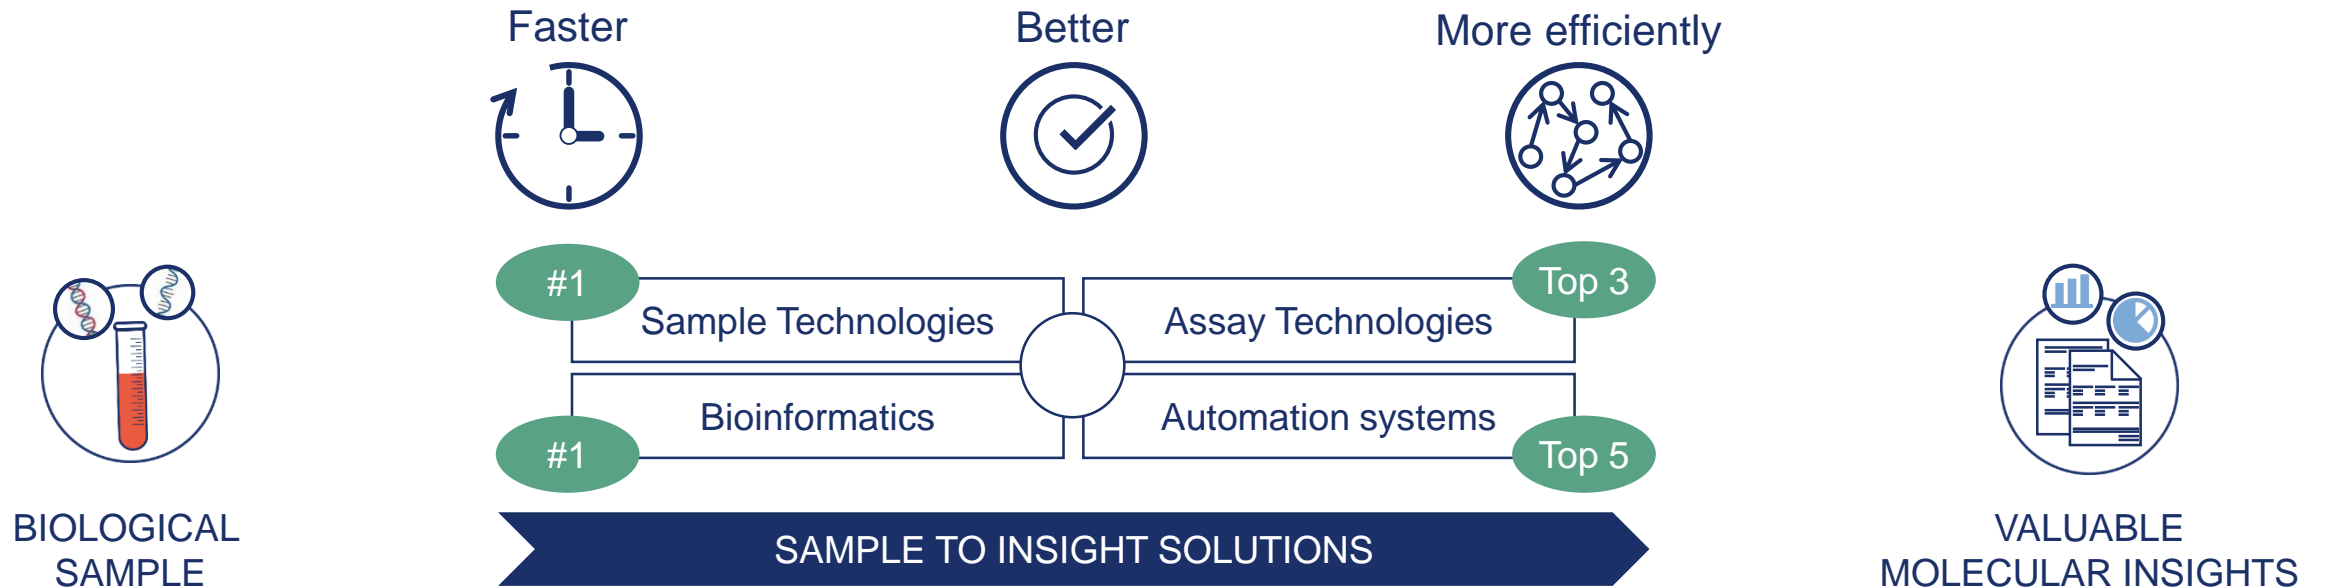 Faster
Better
More efficiently
#1
Sample Technologies
Assay Technologies
Top 3
#1
Bioinformatics
Automation systems
Top 5
BIOLOGICAL
SAMPLE
SAMPLE TO INSIGHT SOLUTIONS
VALUABLE
MOLECULAR INSIGHTS